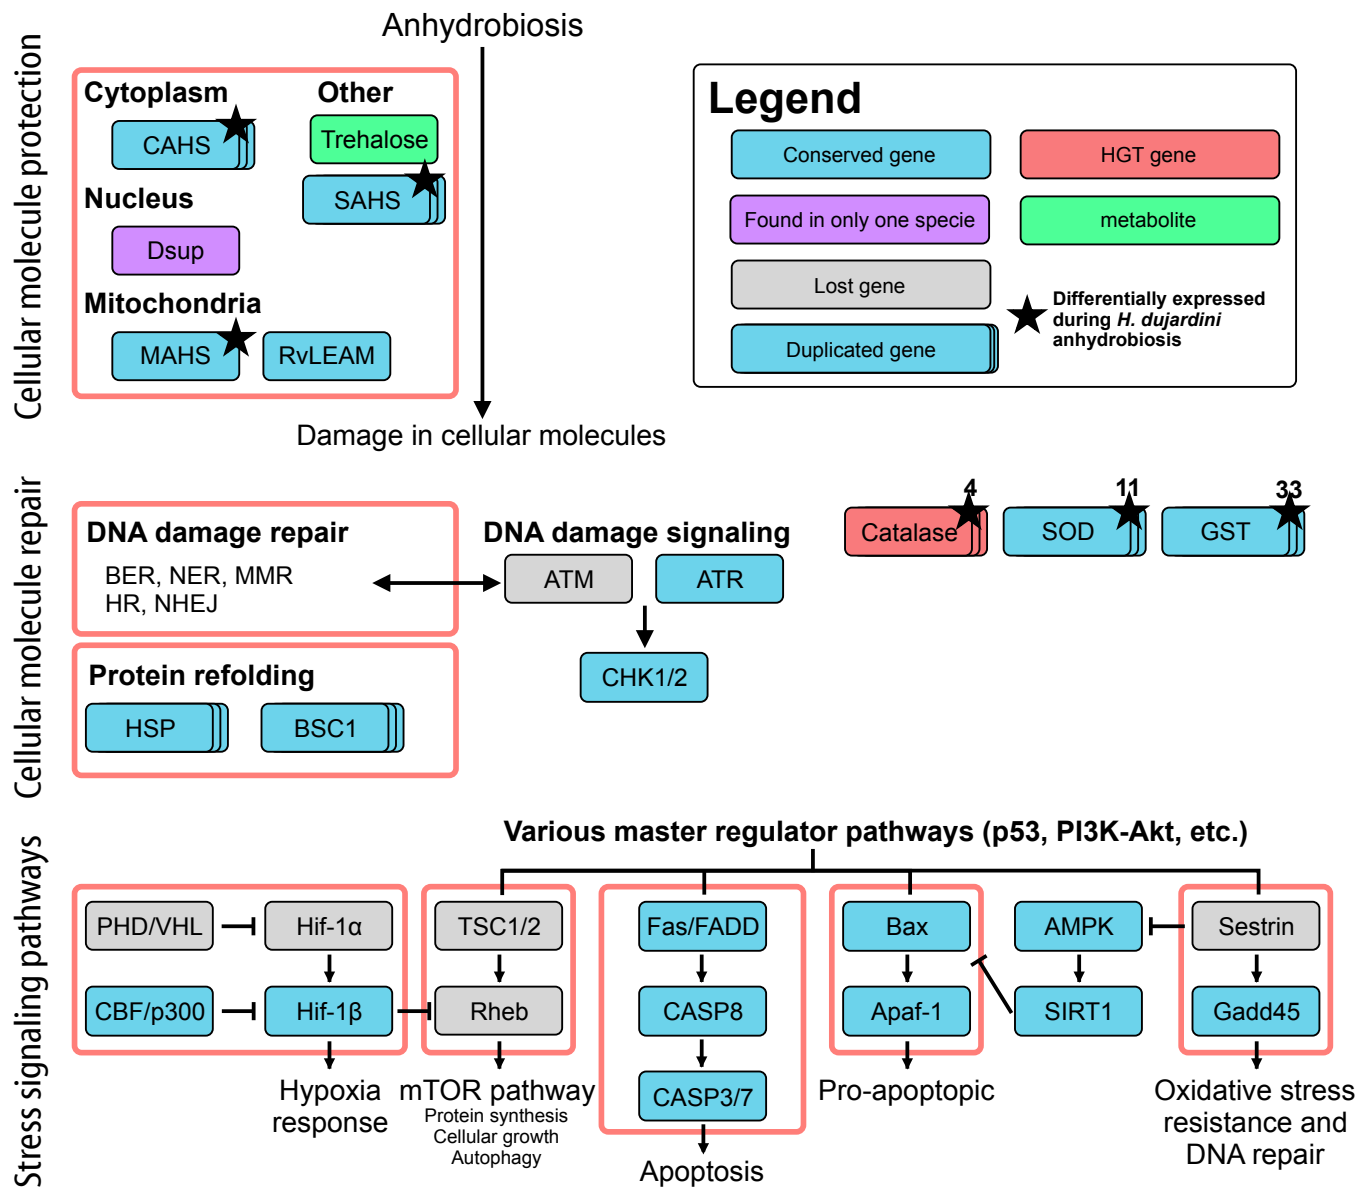 Anhydrobiosis
Cellular molecule protection
Cytoplasm
Other
CAHS
Trehalose
SAHS
Nucleus
Dsup
Mitochondria
MAHS
RvLEAM
Damage in cellular molecules
Legend
Conserved gene
HGT gene
Found in only one specie
metabolite
Lost gene
Duplicated gene
Differentially expressed
during H. dujardini
anhydrobiosis
Cellular molecule repair
DNA damage repair
BER, NER, MMR
HR, NHEJ
DNA damage signaling
ATM
ATR
CHK1/2
4
Catalase
11
SOD
33
GST
Protein refolding
HSP
BSC1
Stress signaling pathways
Various master regulator pathways (p53, PI3K-Akt, etc.)
PHD/VHL
Hif-1α
TSC1/2
Fas/FADD
Bax
AMPK
Sestrin
CBF/p300
Hif-1β
Rheb
CASP8
Apaf-1
SIRT1
Gadd45
CASP3/7
Hypoxia
response
mTOR pathway
Protein synthesis
Cellular growth
Autophagy
Apoptosis
Pro-apoptopic
Oxidative stress
resistance and
DNA repair